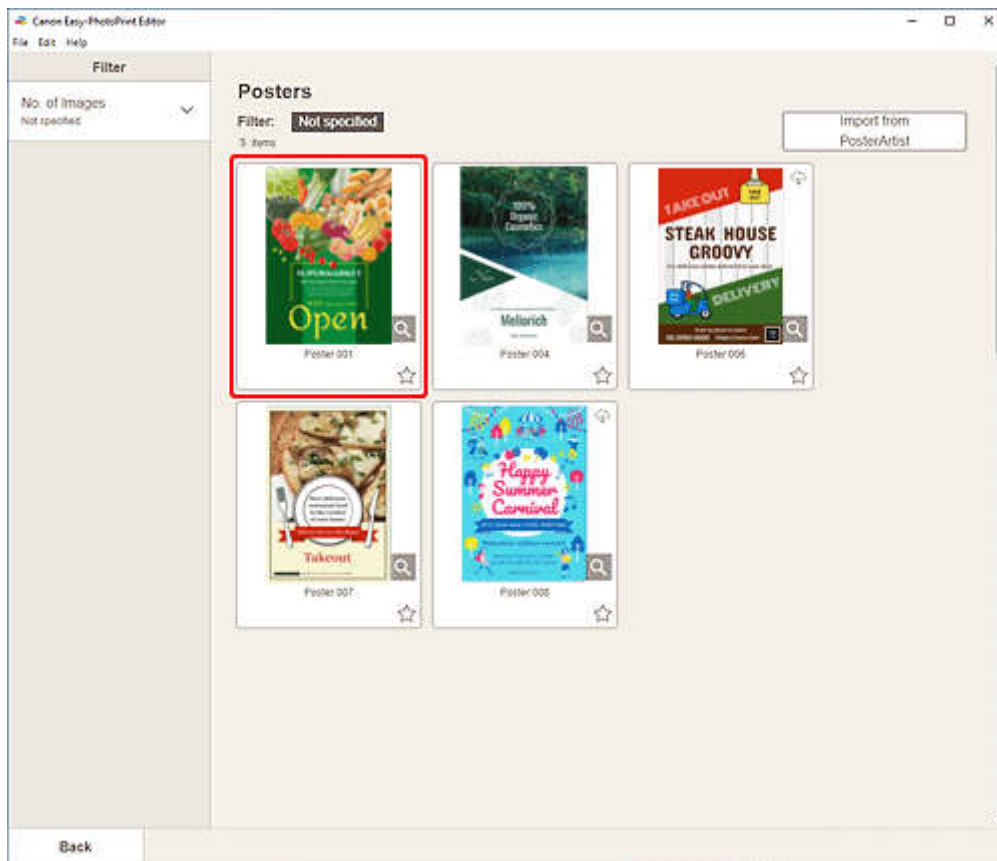 Canon Easy-PhotoPrint Editor
File Edit Help
Filter
No. of Images
Not specified
Posters
Filter: Not specified
5 items
Import from
PosterArtist
SUPERMARKET
Open
Poster 001
100%
Organic
Cosmetics
Meliorich
Poster 004
TAKE OUT
STEAK HOUSE
GROOVY
DELIVERY
Poster 006
Takeout
Poster 007
Happy
Summer
Carnival
Poster 008
Back